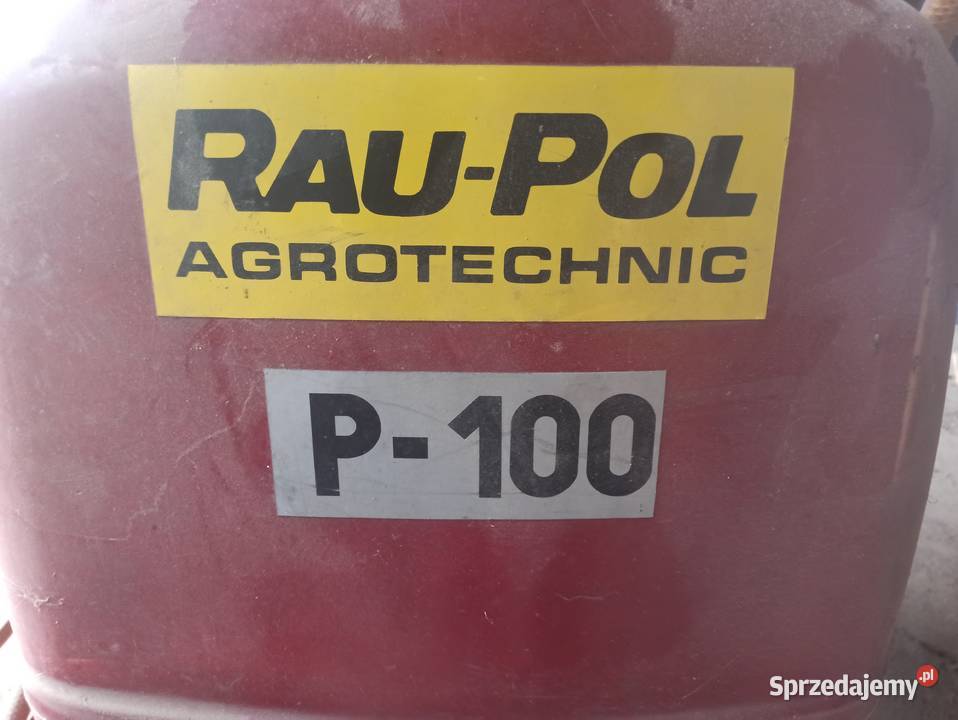 RAU-POL
AGROTECHNIC
P-100
Sprzedajemy.pl